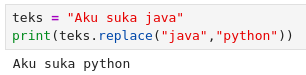 teks = "Aku suka java"
print(teks.replace("java","python"))
Aku suka python